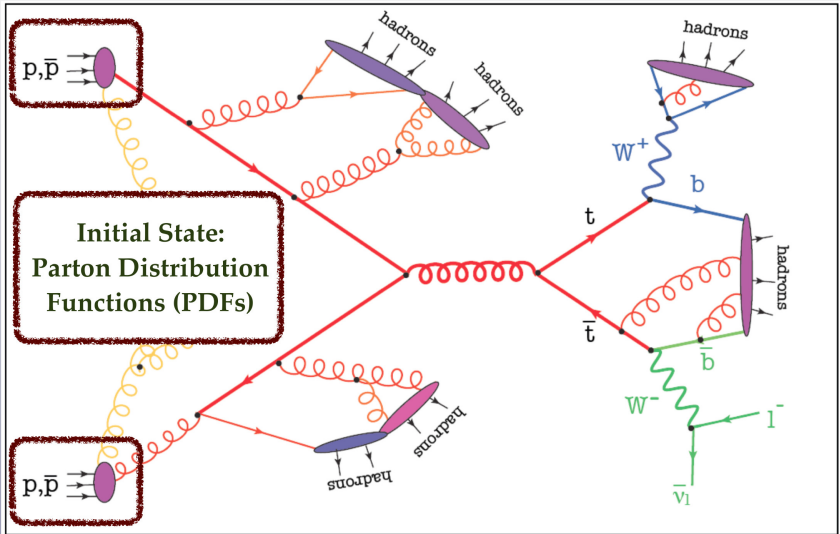 p,p̅
hadrons
hadrons
hadrons
W⁺
b
t
Initial State:
Parton Distribution
Functions (PDFs)
hadrons
t̅
b̅
W⁻
l⁻
ν̅ₗ
hadrons
hadrons
p,p̅